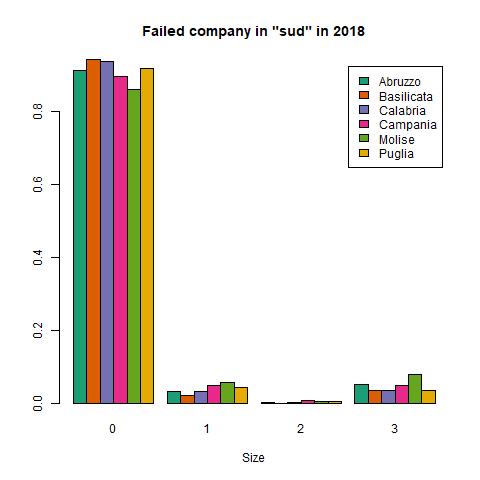 Failed company in "sud" in 2018
Abruzzo
Basilicata
Calabria
Campania
Molise
Puglia
0.8
0.6
0.4
0.2
0.0
0 1 2 3
Size